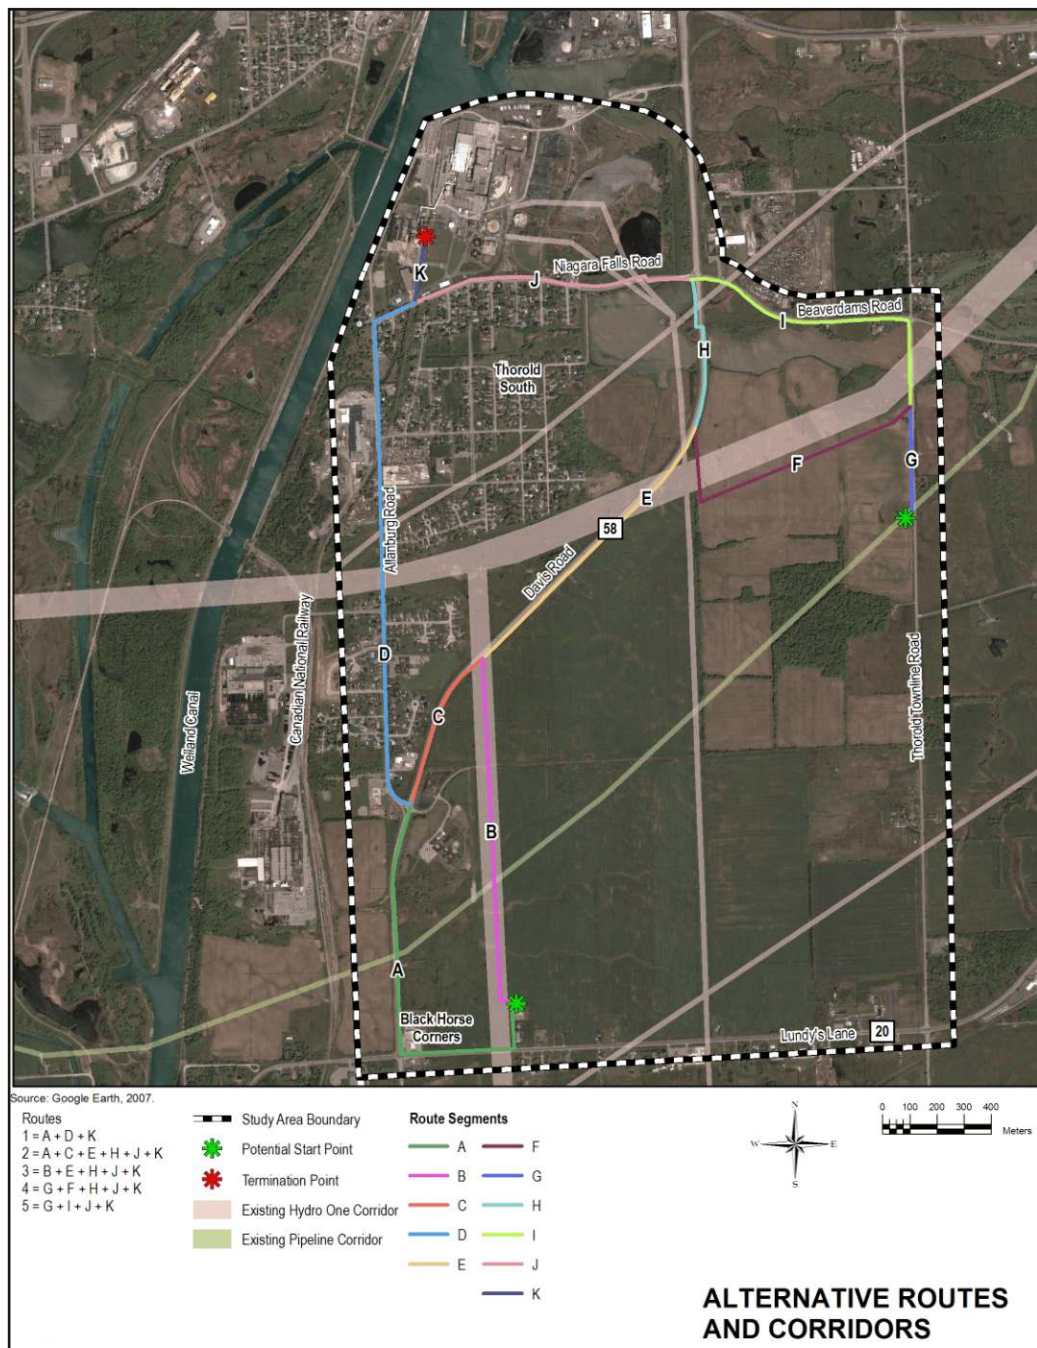 K
J
Niagara Falls Road
Beaverdams Road
I
H
Thorold
South
F
G
E
58
Allanburg Road
Davis Road
D
Canadian National Railway
Welland Canal
C
Thorold Townline Road
B
A
Black Horse
Corners
Lundy's Lane
20
Source: Google Earth, 2007.
Routes
1 = A + D + K
2 = A + C + E + H + J + K
3 = B + E + H + J + K
4 = G + F + H + J + K
5 = G + I + J + K
Study Area Boundary
Potential Start Point
Termination Point
Existing Hydro One Corridor
Existing Pipeline Corridor
Route Segments
A
B
C
D
E
F
G
H
I
J
K
N
W
E
S
0 100 200 300 400
Meters
ALTERNATIVE ROUTES
AND CORRIDORS